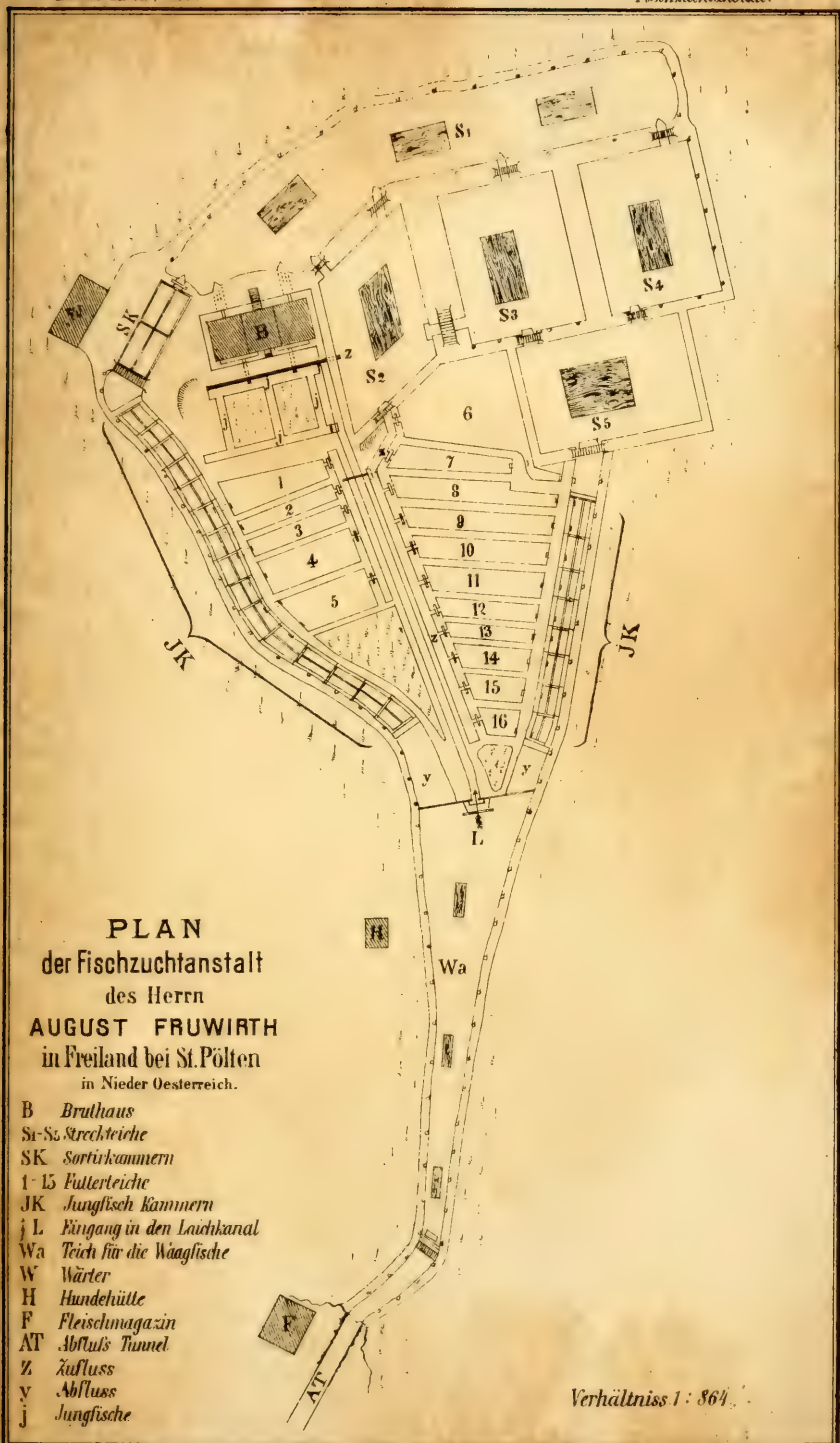 S1
S4
S3
W
SK
B
z
S2
6
S5
7
8
1
9
2
3
10
4
11
5
12
z
13
14
15
16
JK
JK
y
y
L
H
Wa
PLAN
der Fischzuchtanstalt
des Herrn
AUGUST FRUWIRTH
in Freiland bei St. Pölten
in Nieder Oesterreich.
B Bruthaus
S1-S5 Streckteiche
SK Sortirkammern
1-15 Futterteiche
JK Jungfisch Kammern
L Eingang in den Laichkanal
Wa Teich für die Waagfische
W Wärter
H Hundehütte
F Fleischmagazin
AT Abfluss Tunnel
Z Zufluss
y Abfluss
j Jungfische
F
AT
Verhältniss 1:864.